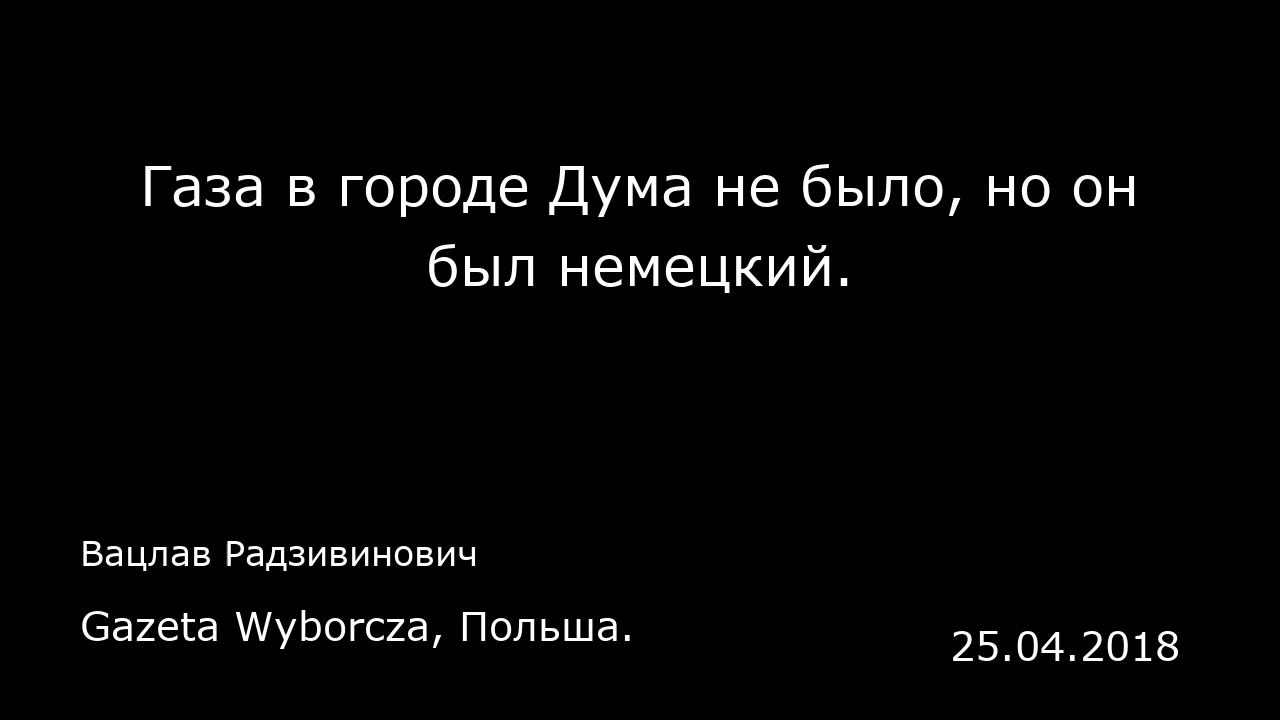 Газа в городе Дума не было, но он
был немецкий.
Вацлав Радзивинович
Gazeta Wyborcza, Польша.
25.04.2018